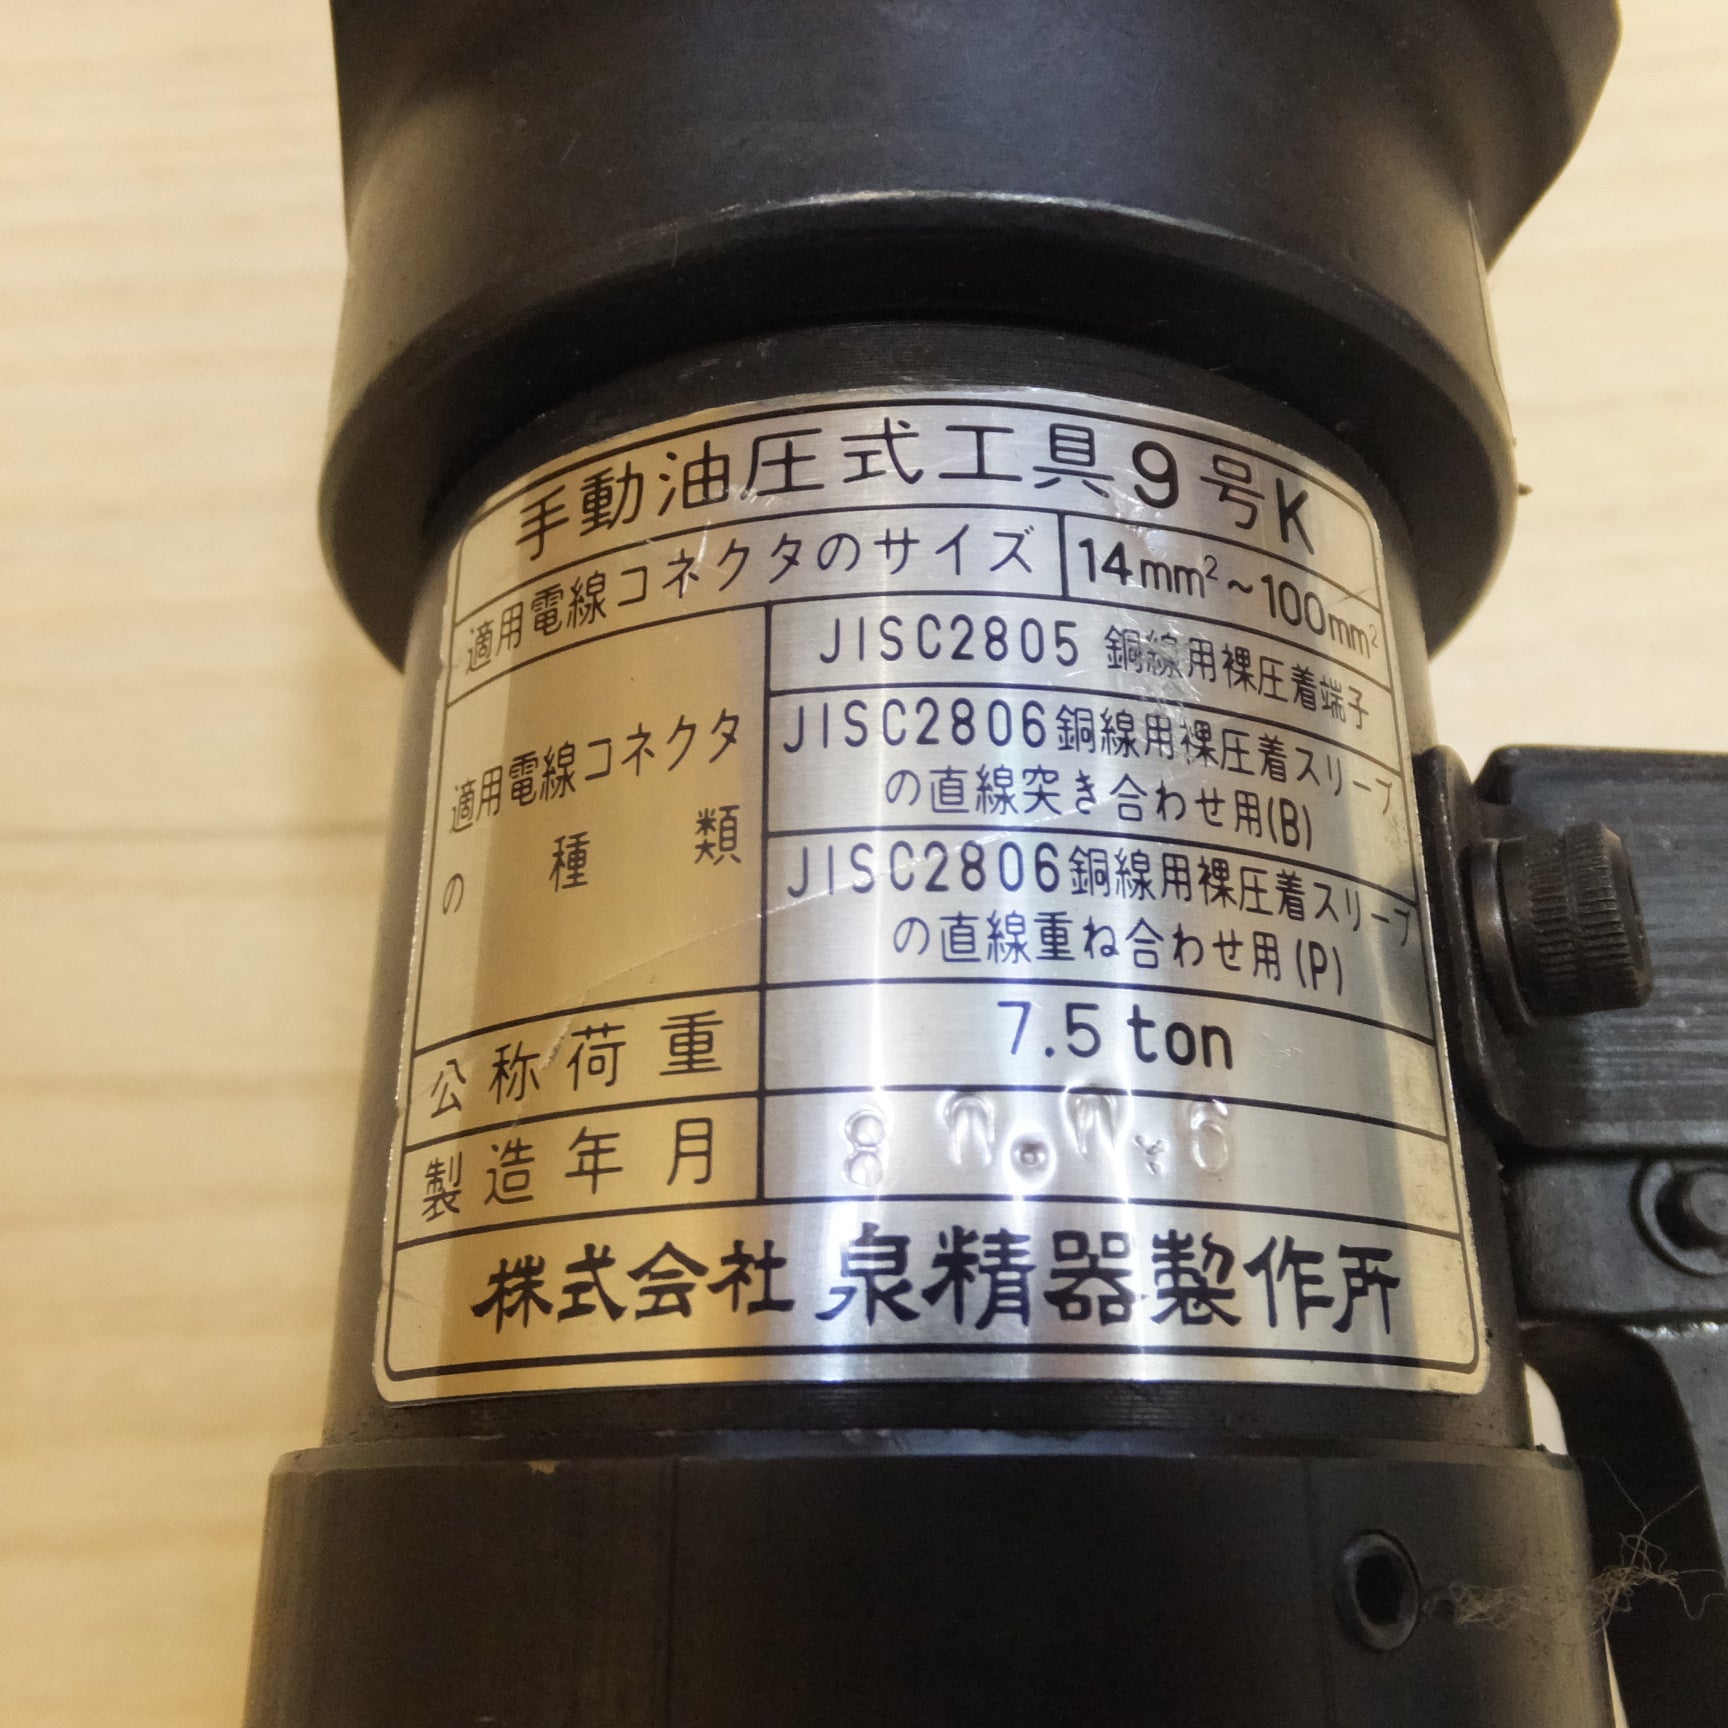 手動油圧式工具9号K
適用電線コネクタのサイズ 14mm²~100mm²
適用電線コネクタ
の種類
JISC2805 銅線用裸圧着端子
JISC2806銅線用裸圧着スリーブ
の直線突き合わせ用(B)
JISC2806銅線用裸圧着スリーブ
の直線重ね合わせ用(P)
公称荷重 7.5 ton
製造年月 8
株式会社 泉精器製作所